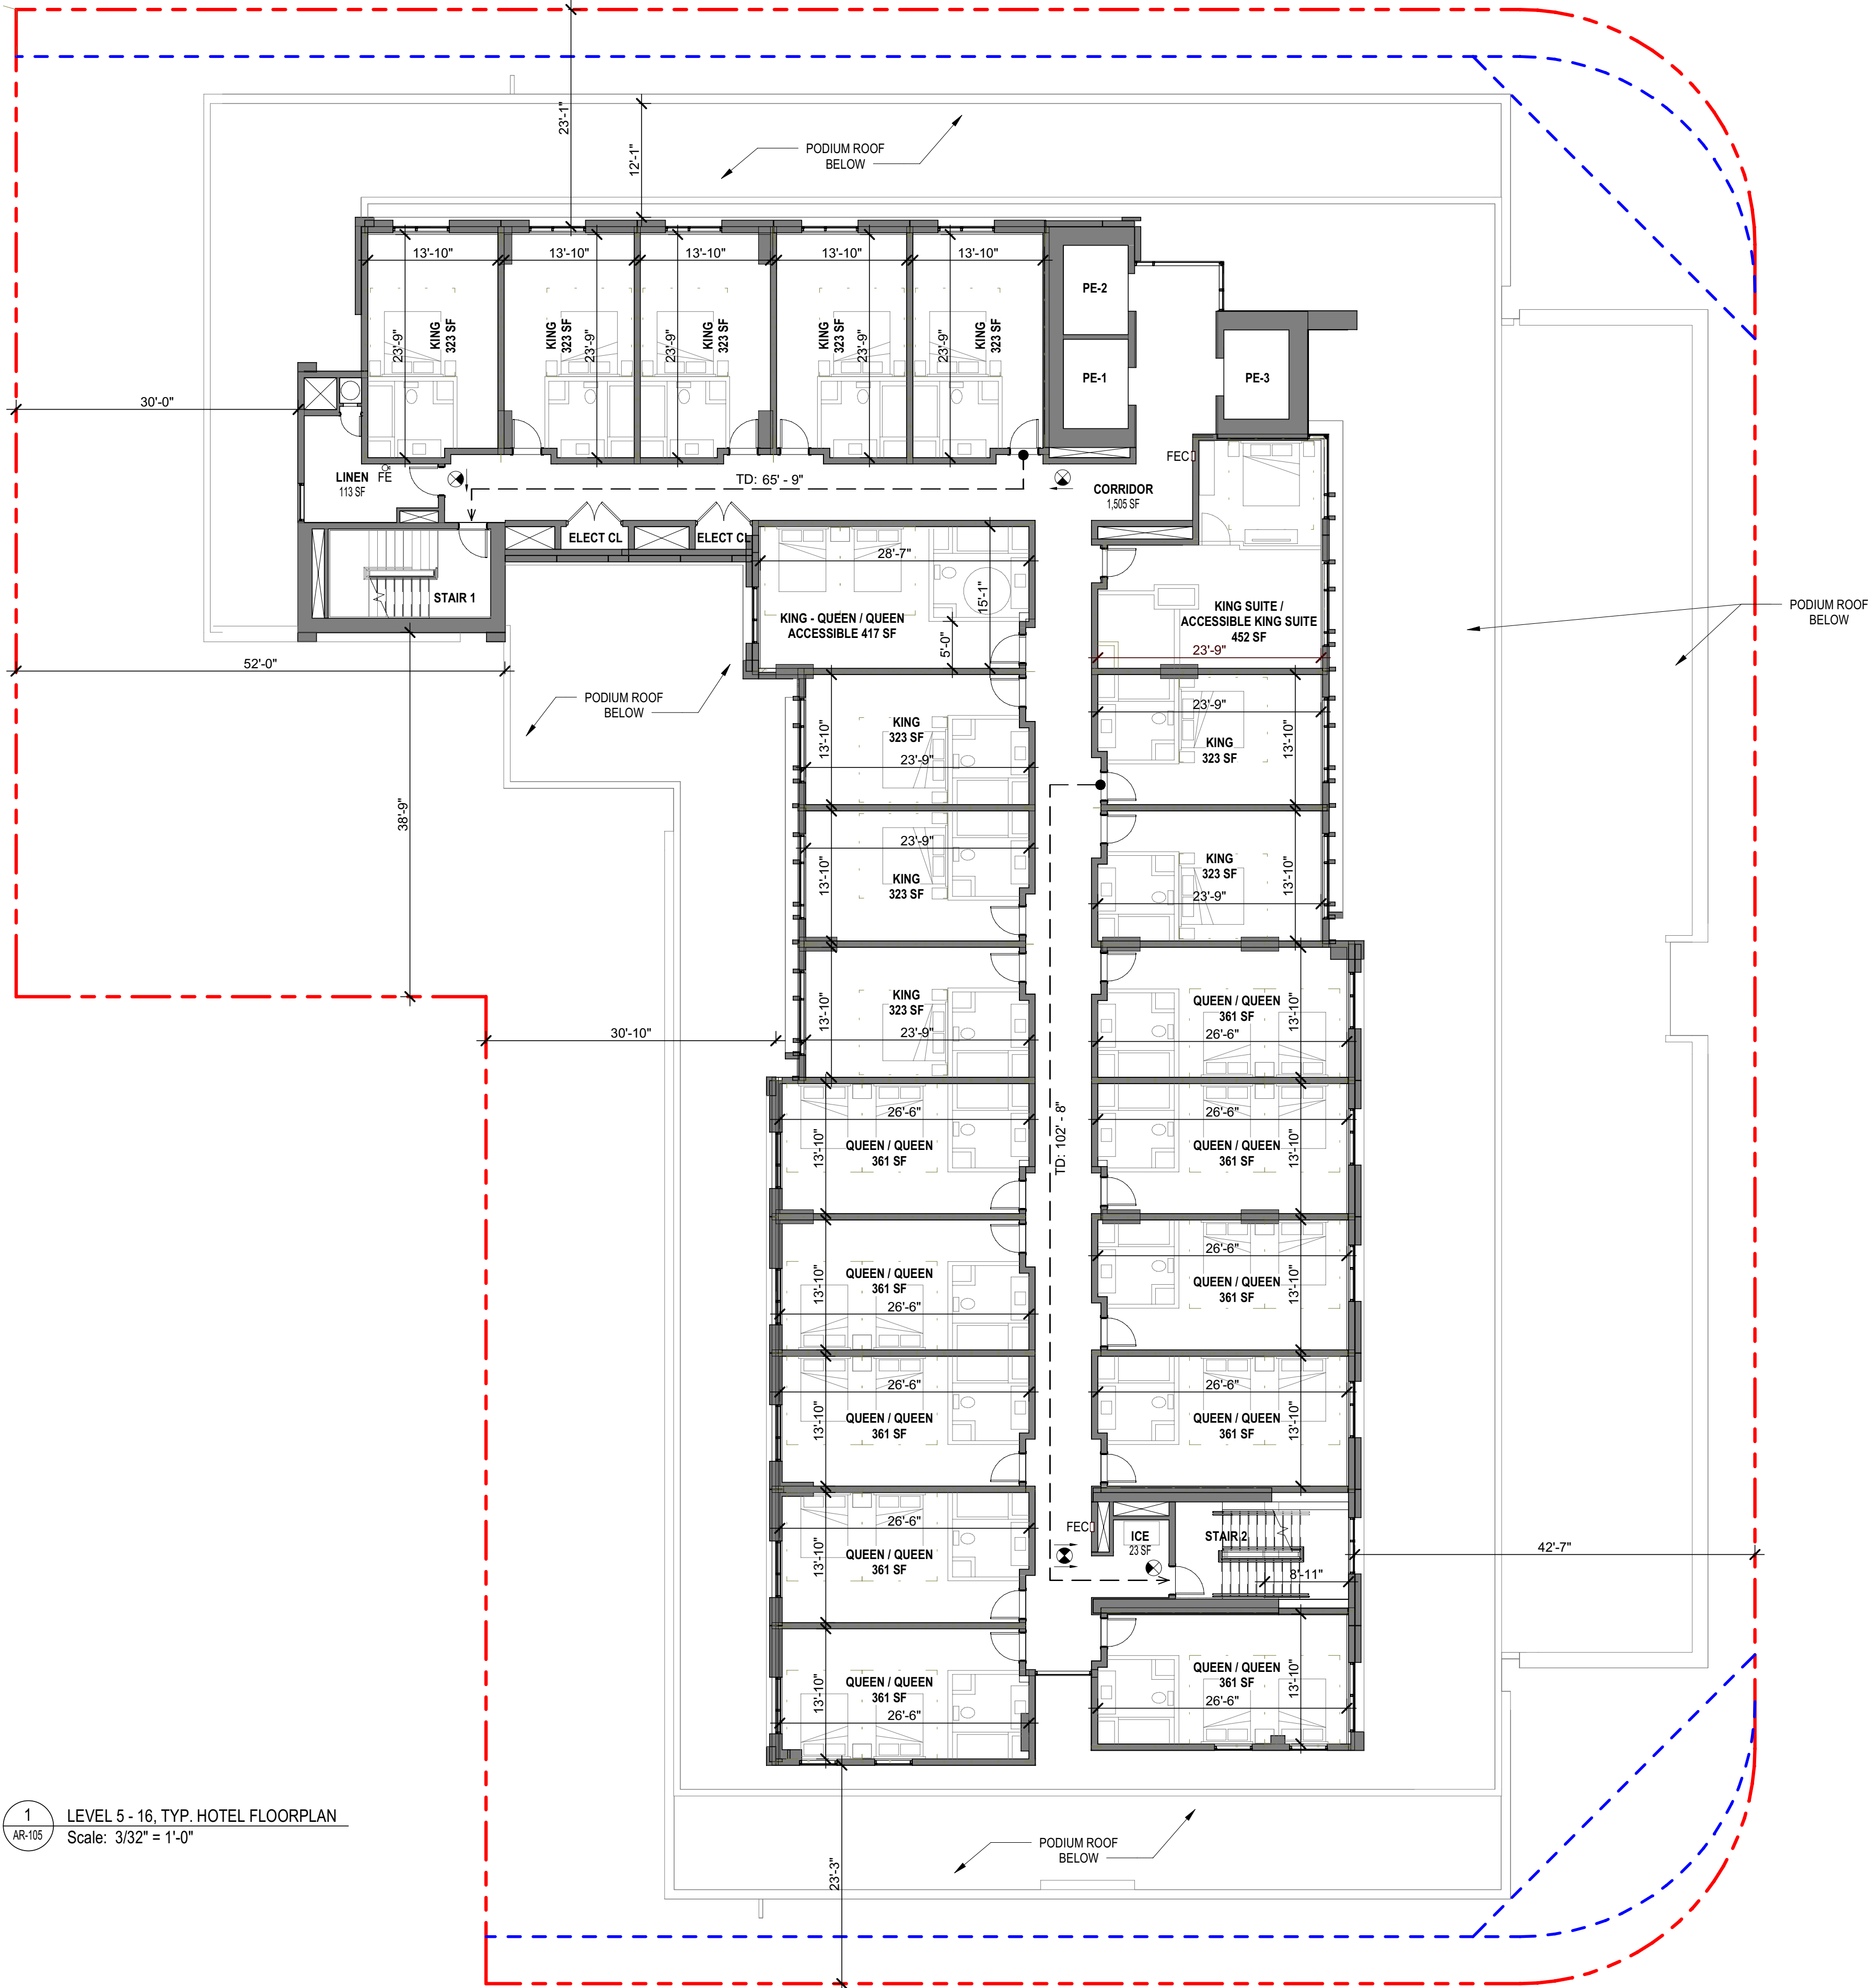 23'-1"
12'-1"
PODIUM ROOF
BELOW
13'-10"
13'-10"
13'-10"
13'-10"
13'-10"
PE-2
KING
323 SF
23'-9"
KING
323 SF
23'-9"
KING
323 SF
23'-9"
KING
323 SF
23'-9"
KING
323 SF
23'-9"
PE-1
PE-3
30'-0"
FEC
LINEN
113 SF
FE
TD: 65' - 9"
CORRIDOR
1,505 SF
ELECT CL
ELECT CL
28'-7"
15'-1"
STAIR 1
KING - QUEEN / QUEEN
ACCESSIBLE 417 SF
5'-0"
KING SUITE /
ACCESSIBLE KING SUITE
452 SF
23'-9"
PODIUM ROOF
BELOW
52'-0"
PODIUM ROOF
BELOW
38'-9"
KING
323 SF
23'-9"
13'-10"
23'-9"
KING
323 SF
13'-10"
23'-9"
KING
323 SF
13'-10"
KING
323 SF
23'-9"
13'-10"
KING
323 SF
23'-9"
13'-10"
QUEEN / QUEEN
361 SF
26'-6"
13'-10"
30'-10"
TD: 102' - 8"
26'-6"
QUEEN / QUEEN
361 SF
13'-10"
26'-6"
QUEEN / QUEEN
361 SF
13'-10"
QUEEN / QUEEN
361 SF
26'-6"
13'-10"
26'-6"
QUEEN / QUEEN
361 SF
13'-10"
26'-6"
QUEEN / QUEEN
361 SF
13'-10"
26'-6"
QUEEN / QUEEN
361 SF
13'-10"
26'-6"
QUEEN / QUEEN
361 SF
13'-10"
FEC
ICE
23 SF
STAIR 2
8'-11"
42'-7"
QUEEN / QUEEN
361 SF
26'-6"
13'-10"
QUEEN / QUEEN
361 SF
26'-6"
13'-10"
1
AR-105
LEVEL 5 - 16, TYP. HOTEL FLOORPLAN
Scale: 3/32" = 1'-0"
PODIUM ROOF
BELOW
23'-3"